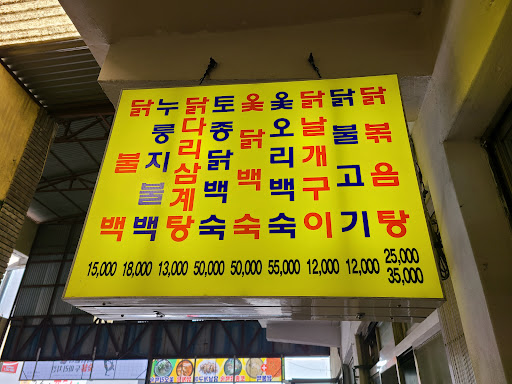 닭불백
15,000
누룽지불백
18,000
닭다리삼계탕
13,000
토종닭백숙
50,000
옻닭백숙
50,000
옻오리백숙
55,000
닭날개구이
12,000
닭불고기
12,000
닭볶음탕
25,000
35,000